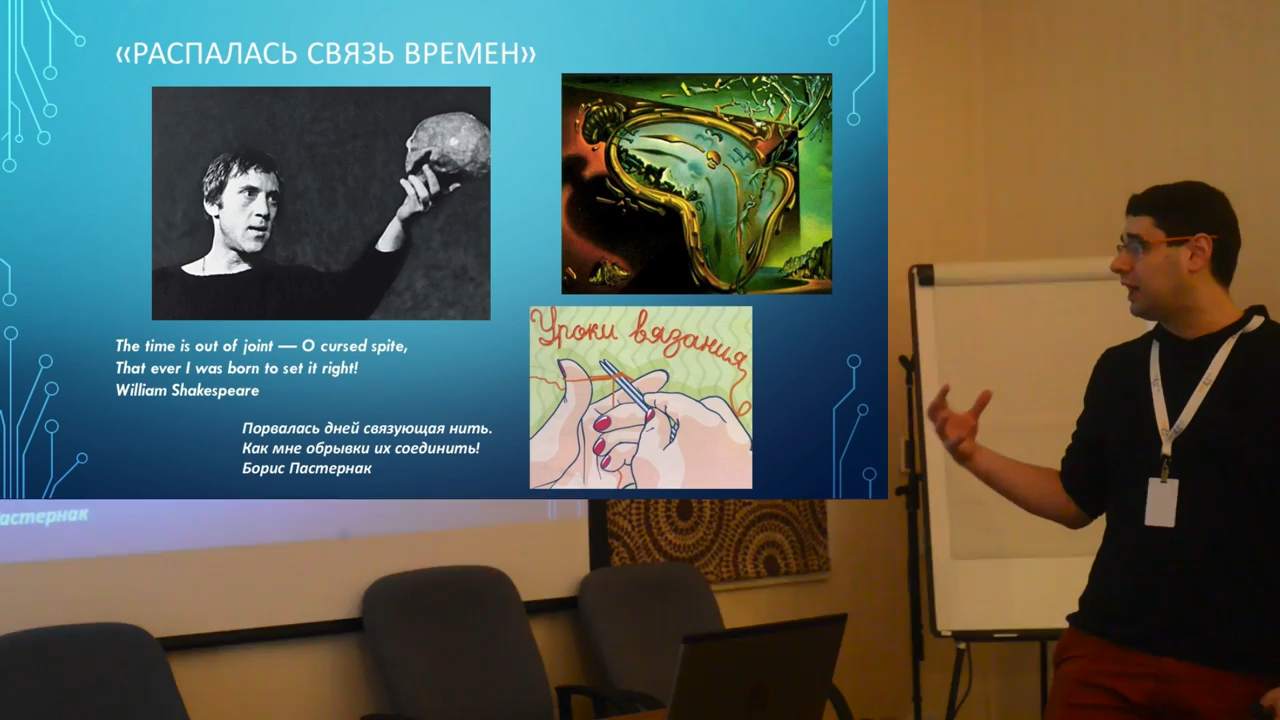 «РАСПАЛАСЬ СВЯЗЬ ВРЕМЕН»
The time is out of joint — O cursed spite,
That ever I was born to set it right!
William Shakespeare
Порвалась дней связующая нить.
Как мне обрывки их соединить!
Борис Пастернак
Уроки вязания
астернак